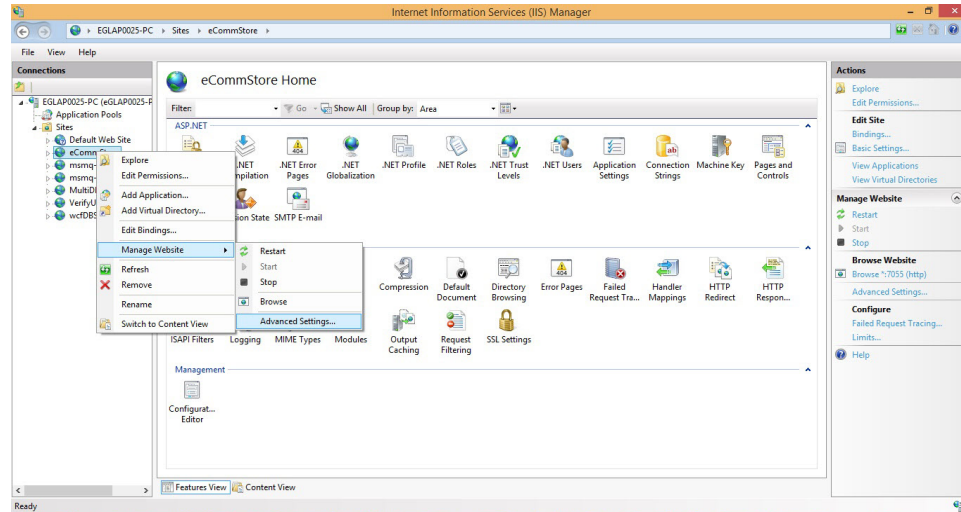 Internet Information Services (IIS) Manager
EGLAP0025-PC Sites eCommStore
File View Help
Connections
EGLAP0025-PC (eGLAP0025-P
Application Pools
Sites
Default Web Site
eComm
msmq-
msmq-
MultiDI
VerifyU
wcfDBS
Explore
Edit Permissions...
Add Application...
Add Virtual Directory...
Edit Bindings...
Manage Website
Refresh
Remove
Rename
Switch to Content View
Restart
Start
Stop
Browse
Advanced Settings...
eCommStore Home
Filter: Go Show All Group by: Area
ASP.NET
.NET Error Pages
.NET Globalization
.NET Profile
.NET Roles
.NET Trust Levels
.NET Users
Application Settings
Connection Strings
Machine Key
Pages and Controls
SMTP E-mail
Compression
Default Document
Directory Browsing
Error Pages
Failed Request Tra...
Handler Mappings
HTTP Redirect
HTTP Respon...
ISAPI Filters
Logging
MIME Types
Modules
Output Caching
Request Filtering
SSL Settings
Management
Configurat... Editor
Features View Content View
Ready
Actions
Explore
Edit Permissions...
Edit Site
Bindings...
Basic Settings...
View Applications
View Virtual Directories
Manage Website
Restart
Start
Stop
Browse Website
Browse *:7055 (http)
Advanced Settings...
Configure
Failed Request Tracing...
Limits...
Help